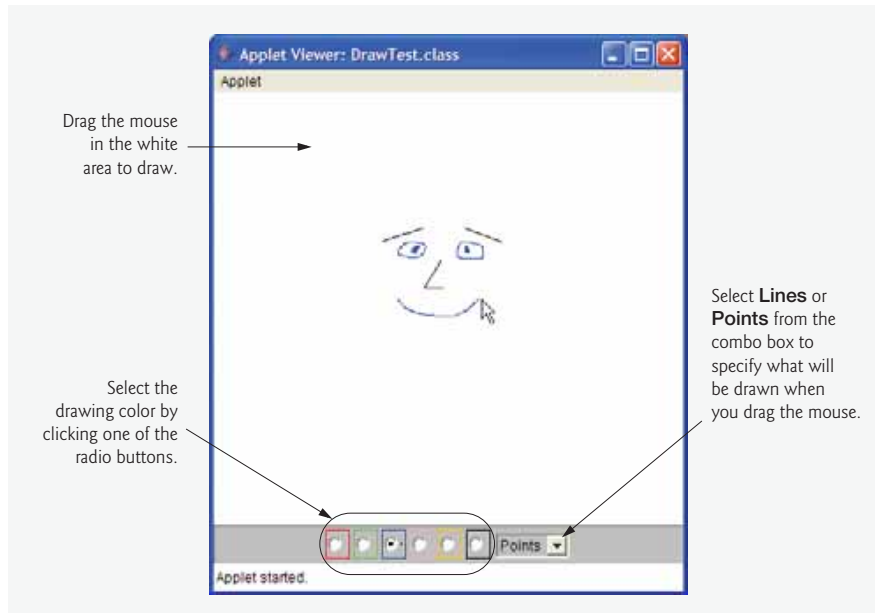 Applet Viewer: DrawTest.class
Applet
Drag the mouse
in the white
area to draw.
Select Lines or
Points from the
combo box to
specify what will
be drawn when
you drag the mouse.
Select the
drawing color by
clicking one of the
radio buttons.
Points
Applet started.